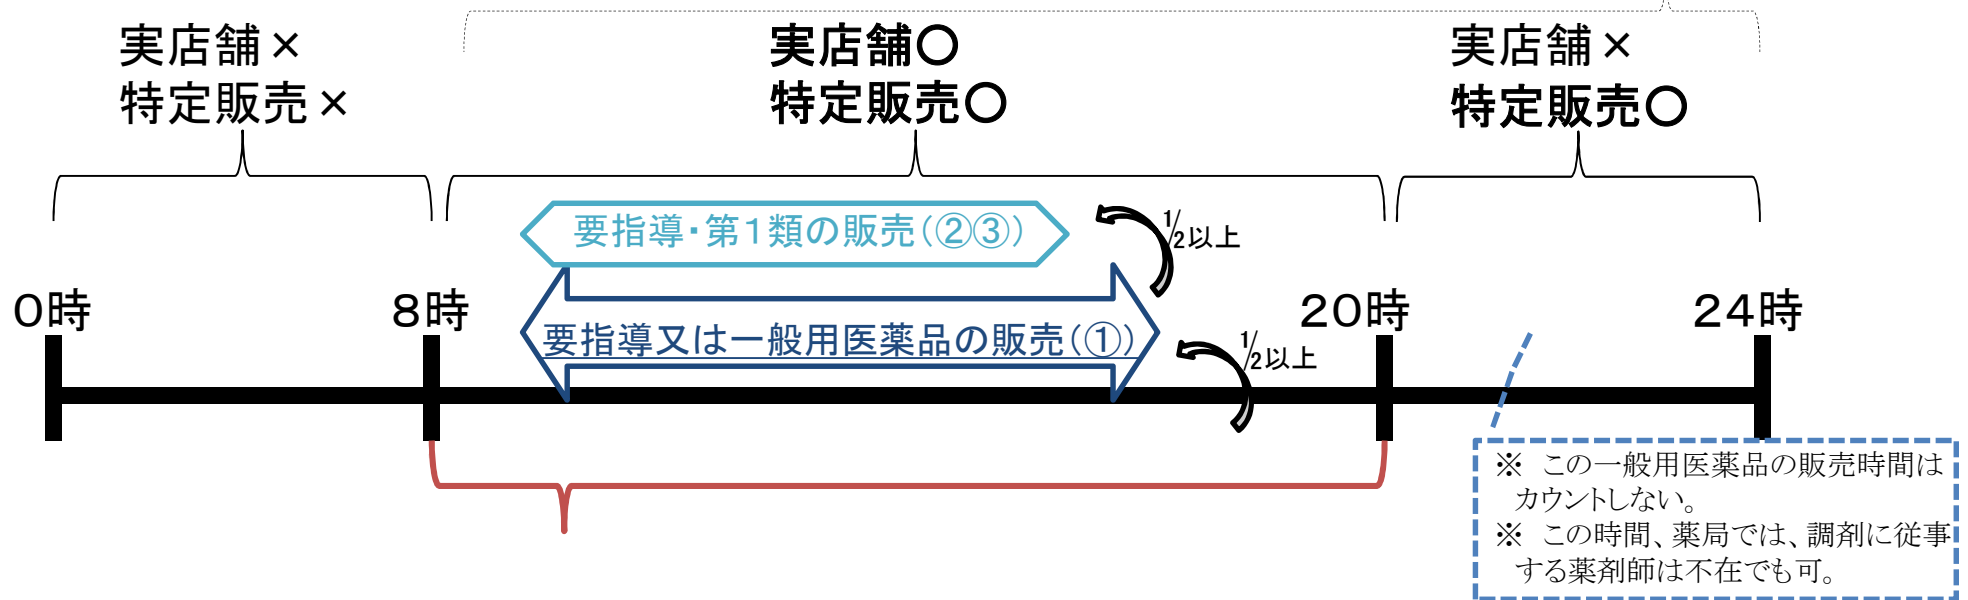 実店舗×
特定販売×
実店舗〇
特定販売〇
実店舗×
特定販売〇
要指導・第1類の販売(②③)
1/2以上
0時
8時
要指導又は一般用医薬品の販売(①)
1/2以上
20時
24時
※ この一般用医薬品の販売時間は
カウントしない。
※ この時間、薬局では、調剤に従事
する薬剤師は不在でも可。